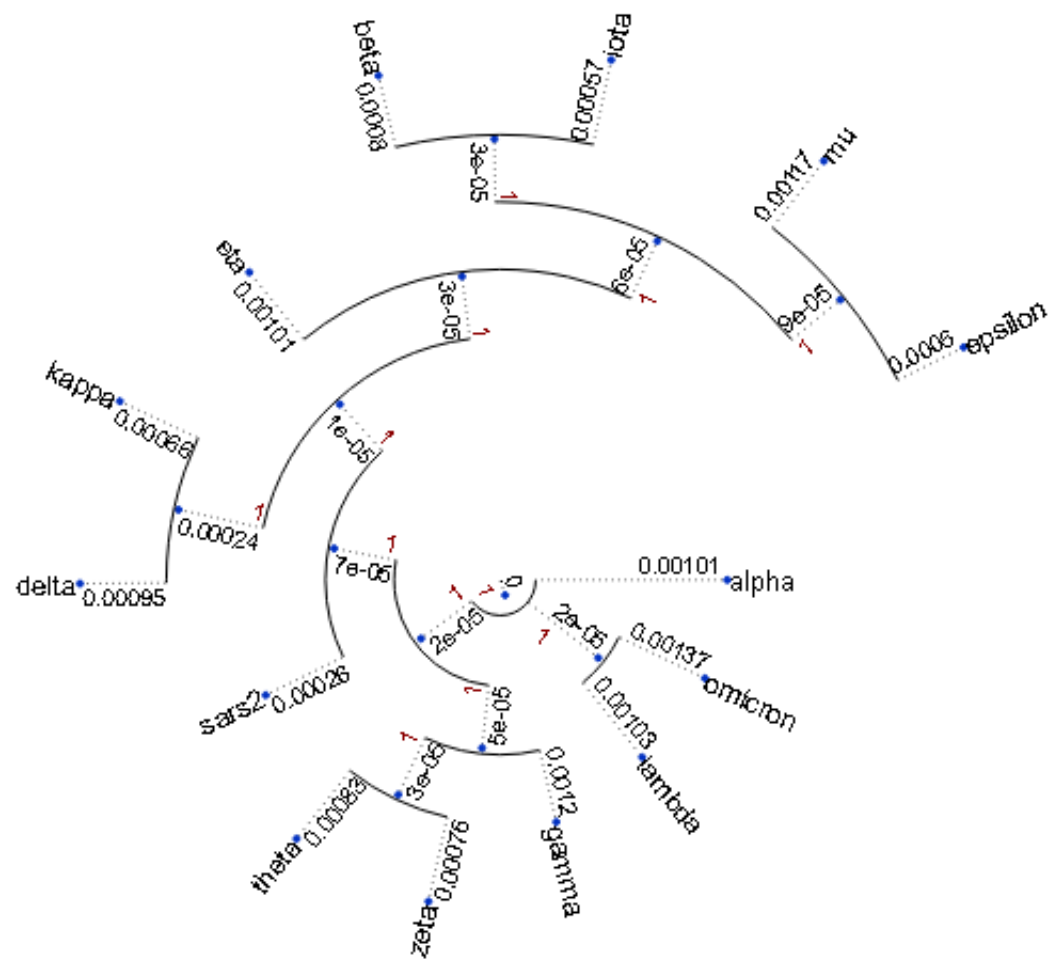 beta
0.0008
iota
0.00057
3e-05
1
mu
0.00117
6e-05
1
9e-05
1
epsilon
0.0006
eta
0.00101
3e-05
1
kappa
0.00066
1e-05
1
0.00024
1
delta
0.00095
7e-05
1
sars2
0.00026
2e-05
1
1
0
0.00101
alpha
2e-05
1
0.00137
omicron
0.00103
lambda
5e-05
1
3e-05
1
0.0012
gamma
theta
0.00083
zeta
0.00076